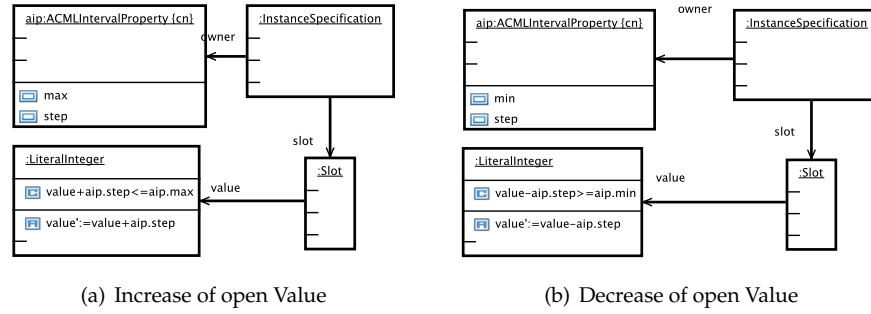 aip:ACMLIntervalProperty {cn}
:InstanceSpecification
owner
max
step
slot
:LiteralInteger
:Slot
value+aip.step<=aip.max
value
value':=value+aip.step
(a) Increase of open Value
owner
aip:ACMLIntervalProperty {cn}
:InstanceSpecification
min
step
slot
:LiteralInteger
:Slot
value
value-aip.step>=aip.min
value':=value-aip.step
(b) Decrease of open Value